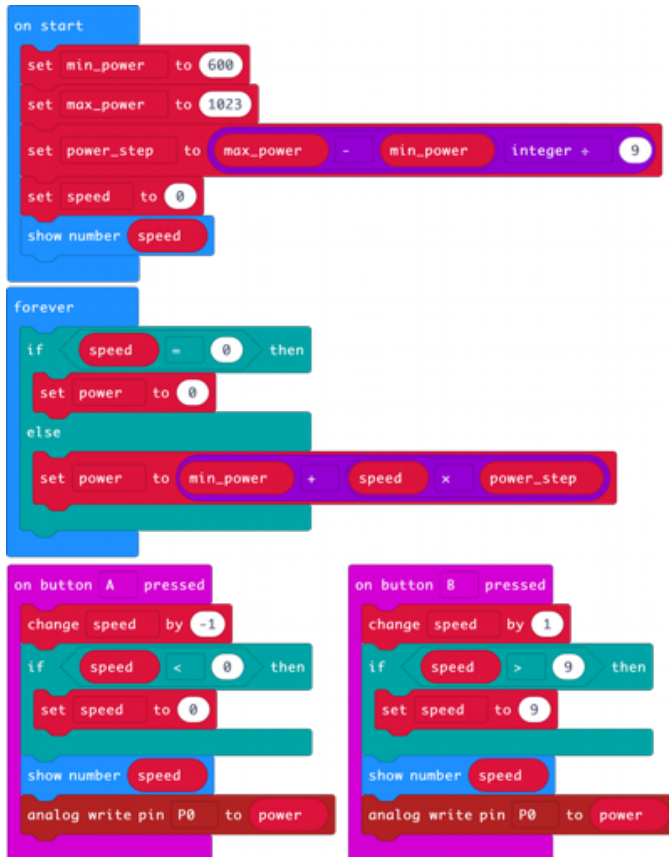 on start
set min_power to 600
set max_power to 1023
set power_step to max_power - min_power integer ÷ 9
set speed to 0
show number speed
forever
if speed = 0 then
set power to 0
else
set power to min_power + speed × power_step
on button A pressed
change speed by -1
if speed < 0 then
set speed to 0
show number speed
analog write pin P0 to power
on button B pressed
change speed by 1
if speed > 9 then
set speed to 9
show number speed
analog write pin P0 to power